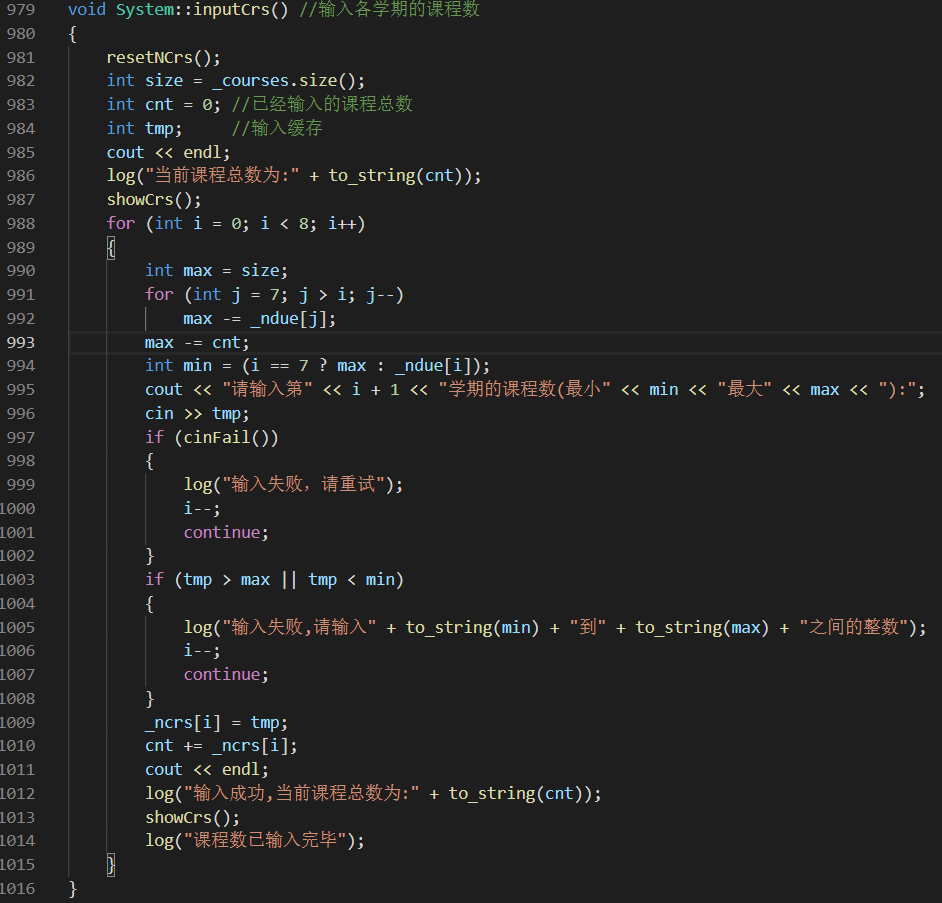 979 void System::inputCrs() //输入各学期的课程数
980 {
981 resetNCrs();
982 int size = _courses.size();
983 int cnt = 0; //已经输入的课程总数
984 int tmp; //输入缓存
985 cout << endl;
986 log("当前课程总数为:" + to_string(cnt));
987 showCrs();
988 for (int i = 0; i < 8; i++)
989 {
990 int max = size;
991 for (int j = 7; j > i; j--)
992 max -= _ndue[j];
993 max -= cnt;
994 int min = (i == 7 ? max : _ndue[i]);
995 cout << "请输入第" << i + 1 << "学期的课程数(最小" << min << "最大" << max << "):";
996 cin >> tmp;
997 if (cinFail())
998 {
999 log("输入失败，请重试");
1000 i--;
1001 continue;
1002 }
1003 if (tmp > max || tmp < min)
1004 {
1005 log("输入失败,请输入" + to_string(min) + "到" + to_string(max) + "之间的整数");
1006 i--;
1007 continue;
1008 }
1009 _ncrs[i] = tmp;
1010 cnt += _ncrs[i];
1011 cout << endl;
1012 log("输入成功,当前课程总数为:" + to_string(cnt));
1013 showCrs();
1014 log("课程数已输入完毕");
1015 }
1016 }